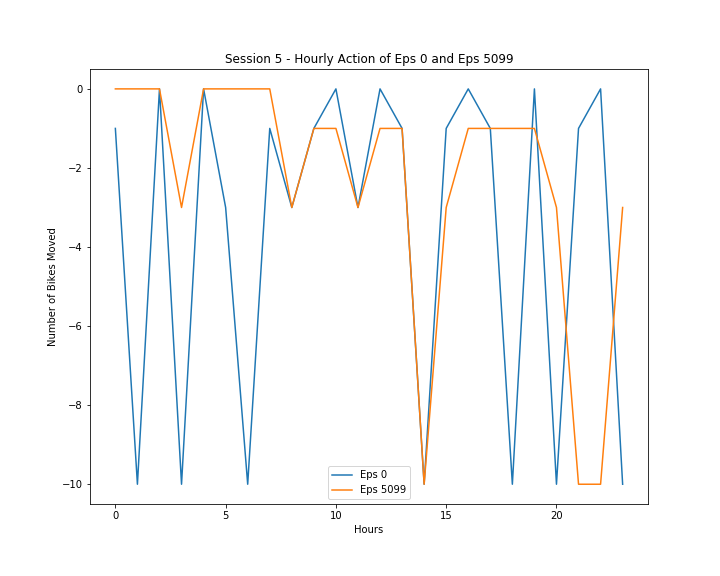 Session 5 - Hourly Action of Eps 0 and Eps 5099
Number of Bikes Moved
0
−2
−4
−6
−8
−10
Eps 0
Eps 5099
0 5 10 15 20
Hours